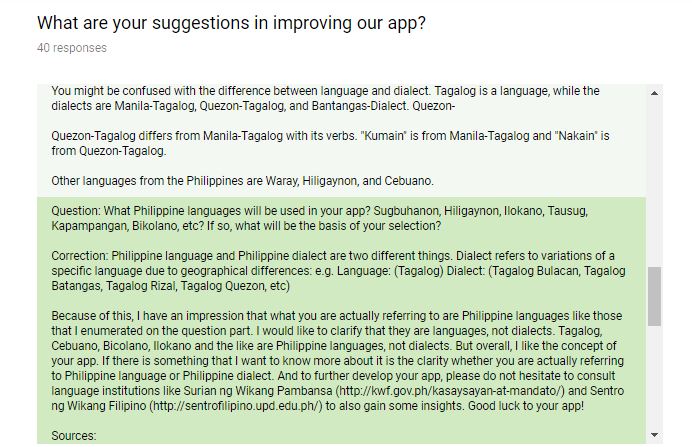 What are your suggestions in improving our app?
40 responses
You might be confused with the difference between language and dialect. Tagalog is a language, while the
dialects are Manila-Tagalog, Quezon-Tagalog, and Bantangas-Dialect. Quezon-
Quezon-Tagalog differs from Manila-Tagalog with its verbs. "Kumain" is from Manila-Tagalog and "Nakain" is
from Quezon-Tagalog.
Other languages from the Philippines are Waray, Hiligaynon, and Cebuano.
Question: What Philippine languages will be used in your app? Sugbuhanon, Hiligaynon, Ilokano, Tausug,
Kapampangan, Bikolano, etc? If so, what will be the basis of your selection?
Correction: Philippine language and Philippine dialect are two different things. Dialect refers to variations of a
specific language due to geographical differences: e.g. Language: (Tagalog) Dialect: (Tagalog Bulacan, Tagalog
Batangas, Tagalog Rizal, Tagalog Quezon, etc)
Because of this, I have an impression that what you are actually referring to are Philippine languages like those
that I enumerated on the question part. I would like to clarify that they are languages, not dialects. Tagalog,
Cebuano, Bicolano, Ilokano and the like are Philippine languages, not dialects. But overall, I like the concept of
your app. If there is something that I want to know more about it is the clarity whether you are actually referring
to Philippine language or Philippine dialect. And to further develop your app, please do not hesitate to consult
language institutions like Surian ng Wikang Pambansa (http://kwf.gov.ph/kasaysayan-at-mandato/) and Sentro
ng Wikang Filipino (http://sentrofilipino.upd.edu.ph/) to also gain some insights. Good luck to your app!
Sources: